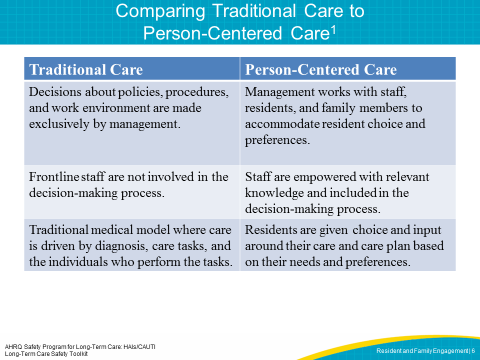 Comparing Traditional Care to
Person-Centered Care1
Traditional Care
Person-Centered Care
Decisions about policies, procedures,
and work environment are made
exclusively by management.
Management works with staff,
residents, and family members to
accommodate resident choice and
preferences.
Frontline staff are not involved in the
decision-making process.
Staff are empowered with relevant
knowledge and included in the
decision-making process.
Traditional medical model where care
is driven by diagnosis, care tasks, and
the individuals who perform the tasks.
Residents are given choice and input
around their care and care plan based
on their needs and preferences.
AHRQ Safety Program for Long-Term Care: HAIs/CAUTI
Long-Term Care Safety Toolkit
Resident and Family Engagement | 6